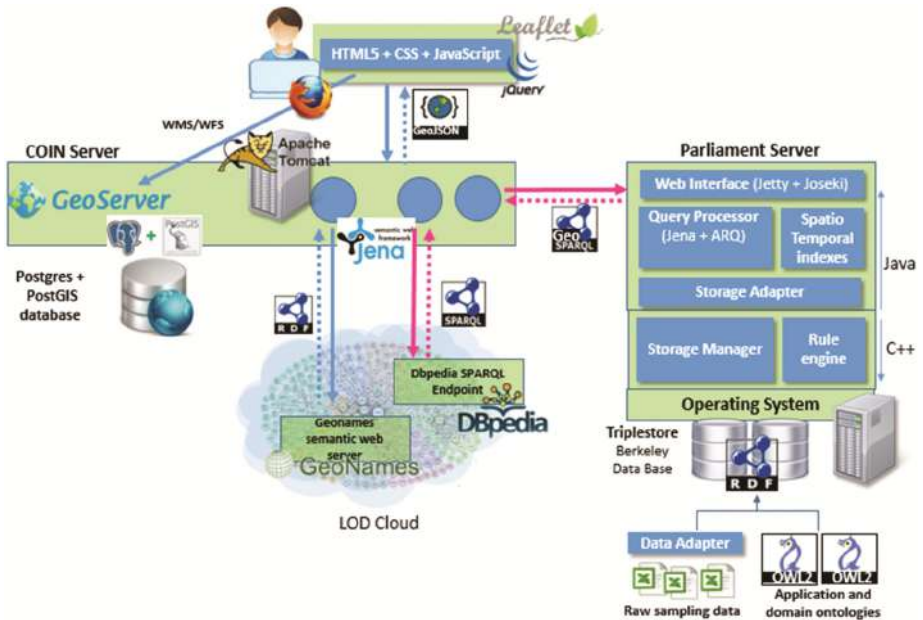 Leaflet
HTML5 + CSS + JavaScript
jQuery
{ }
GeoJSON
WMS/WFS
COIN Server
Apache
Tomcat
GeoServer
PostGIS
+
Postgres +
PostGIS
database
semantic web
framework
jena
RDF
SPARQL
Dbpedia SPARQL
Endpoint
DBpedia
Geonames
semantic web
server
GeoNames
LOD Cloud
Geo
SPARQL
Parliament Server
Web Interface (Jetty + Joseki)
Query Processor
(Jena + ARQ)
Spatio
Temporal
indexes
Storage Adapter
Java
Storage Manager
Rule
engine
C++
Operating System
Triplestore
Berkeley
Data Base
RDF
Data Adapter
Raw sampling data
OWL2
OWL2
Application and
domain ontologies